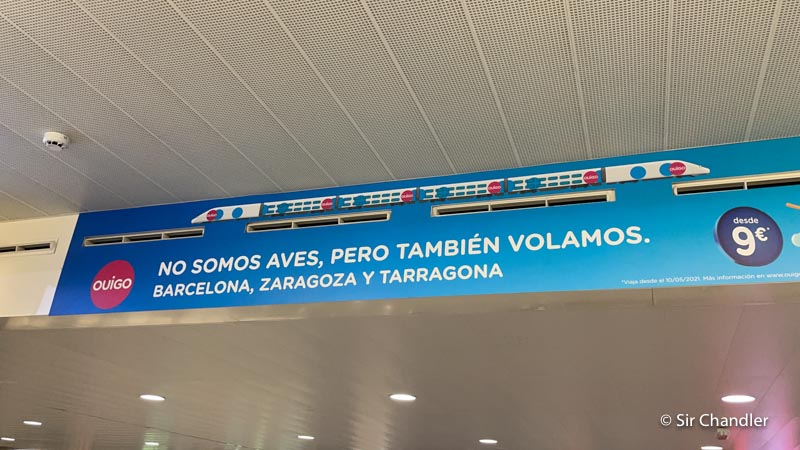 NO SOMOS AVES, PERO TAMBIÉN VOLAMOS.
BARCELONA, ZARAGOZA Y TARRAGONA
OUIGO
desde
9€*
*Viaja desde el 10/05/2021. Más información en www.ouigo
© Sir Chandler